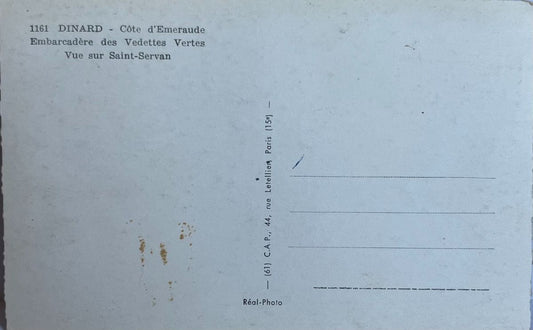 1161 DINARD - Côte d'Emeraude
Embarcadère des Vedettes Vertes
Vue sur Saint-Servan
— (61) C.A.P., 44, rue Letellier, Paris (15e) —
Réal-Photo